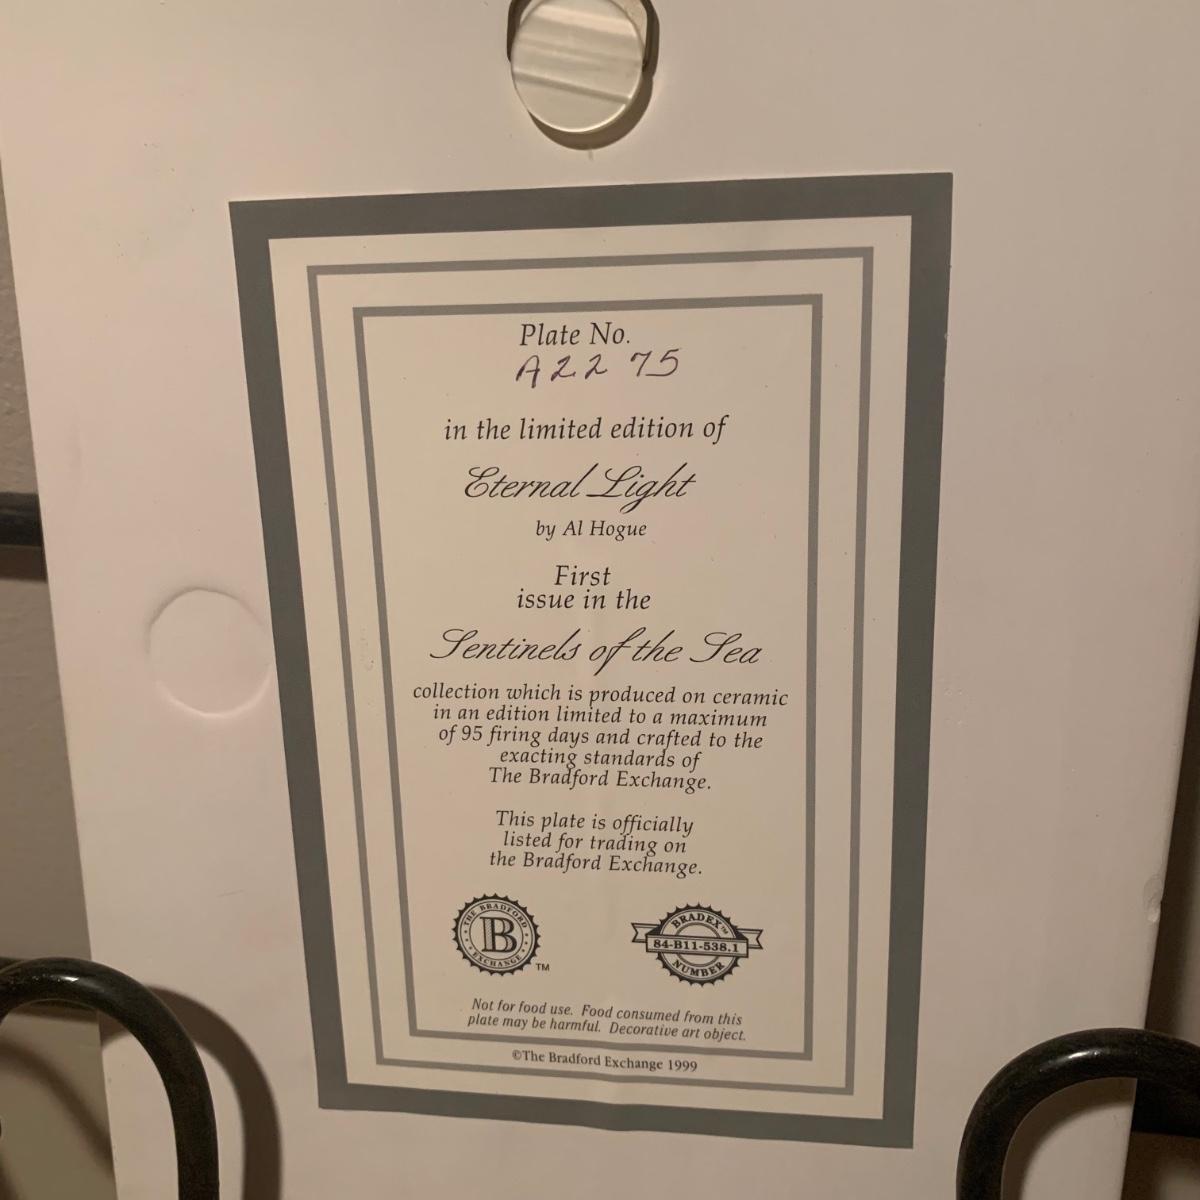 Plate No.
A22 75
in the limited edition of
Eternal Light
by Al Hogue
First
issue in the
Sentinels of the Sea
collection which is produced on ceramic
in an edition limited to a maximum
of 95 firing days and crafted to the
exacting standards of
The Bradford Exchange.
This plate is officially
listed for trading on
the Bradford Exchange.
THE BRADFORD
B
EXCHANGE
TM
BRADEX™
84-B11-538.1
NUMBER
Not for food use. Food consumed from this
plate may be harmful. Decorative art object.
©The Bradford Exchange 1999